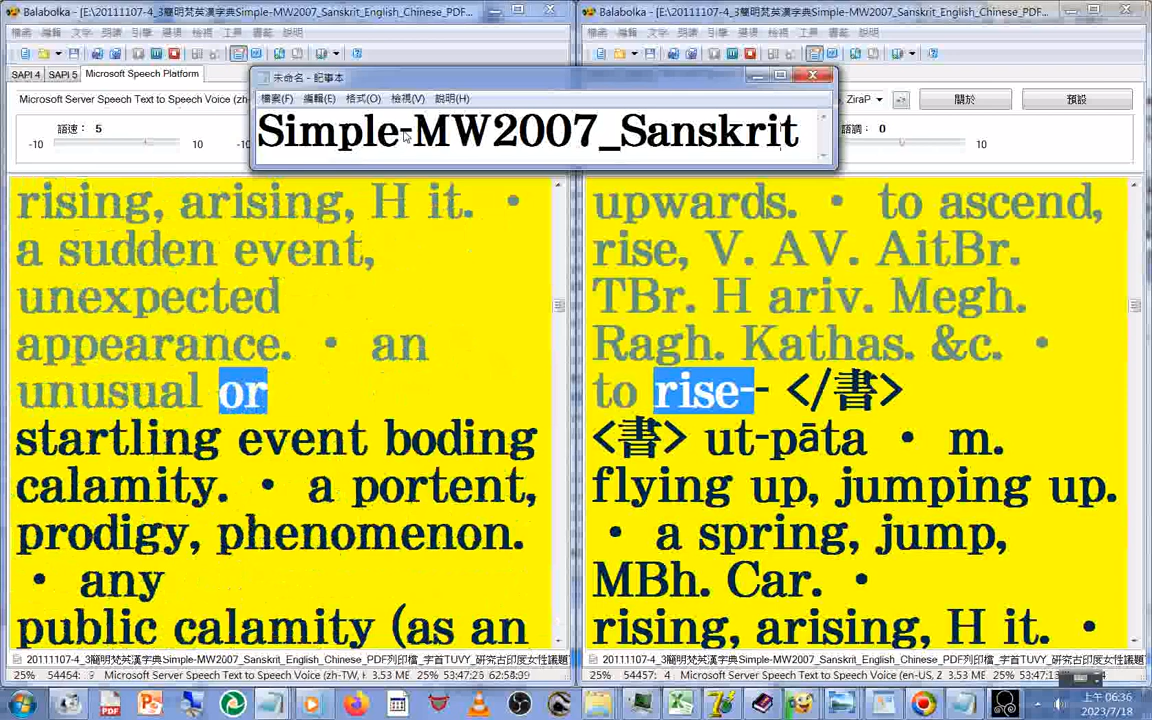 Balabolka - [E:\20111107-4_3簡明梵英漢字典Simple-MW2007_Sanskrit_English_Chinese_PDF...
Balabolka - [E:\20111107-4_3簡明梵英漢字典Simple-MW2007_Sanskrit_English_Chinese_PDF...
SAPI 4 SAPI 5 Microsoft Speech Platform
Microsoft Server Speech Text to Speech Voice (zh-
ZiraP
關於
預設
語速: 5
-10
10
語調: 0
10
未命名 - 記事本
檔案(F) 編輯(E) 格式(O) 檢視(V) 說明(H)
Simple-MW2007_Sanskrit
rising, arising, H it. •
a sudden event,
unexpected
appearance. • an
unusual or
startling event boding
calamity. • a portent,
prodigy, phenomenon.
• any
public calamity (as an
upwards. • to ascend,
rise, V. AV. AitBr.
TBr. H ariv. Megh.
Ragh. Kathas. &c. •
to rise-- </書>
<書> ut-pāta • m.
flying up, jumping up.
• a spring, jump,
MBh. Car. •
rising, arising, H it. •
20111107-4_3簡明梵英漢字典Simple-MW2007_Sanskrit_English_Chinese_PDF列印檔_字首TUVY_研究古印度女性議題
20111107-4_3簡明梵英漢字典Simple-MW2007_Sanskrit_English_Chinese_PDF列印檔_字首TUVY_研究古印度女性議題
25% 54454: 9 Microsoft Server Speech Text to Speech Voice (zh-TW, 3.53 MB
25% 54457: 4 Microsoft Server Speech Text to Speech Voice (en-US, Z 3.53 MB
上午 06:36
2023/7/18